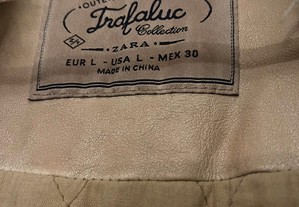 Trafaluc
Collection
ZARA
EUR L - USA L - MEX 30
MADE IN CHINA